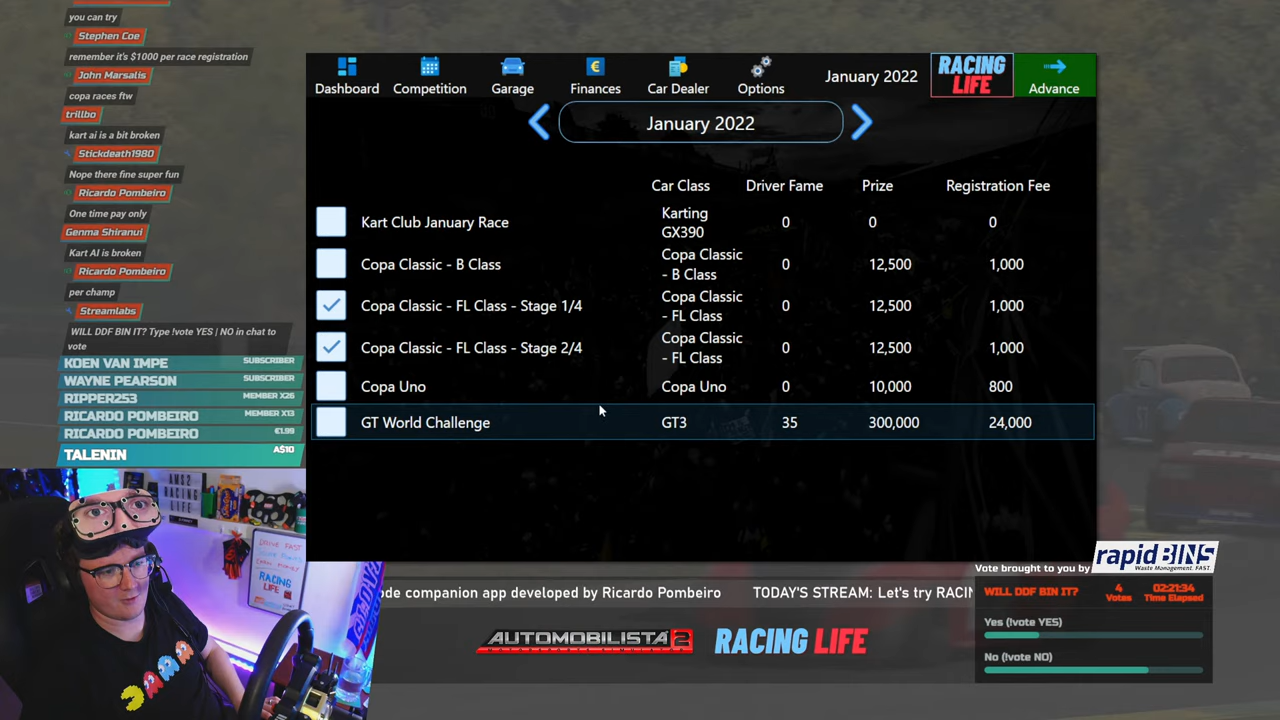 you can try
Stephen Coe
remember it's $1000 per race registration
John Marsalis
copa races ftw
trillbo
kart ai is a bit broken
Stickdeath1980
Nope there fine super fun
Ricardo Pombeiro
One time pay only
Genma Shiranui
Kart AI is broken
Ricardo Pombeiro
per champ
Streamlabs
WILL DDF BIN IT? Type !vote YES | NO in chat to
vote
KOEN VAN IMPE SUBSCRIBER
WAYNE PEARSON SUBSCRIBER
RIPPER253 MEMBER X26
RICARDO POMBEIRO MEMBER X13
RICARDO POMBEIRO €1.99
TALENIN A$10
Dashboard Competition Garage Finances Car Dealer Options January 2022 RACING LIFE Advance
January 2022
Car Class Driver Fame Prize Registration Fee
Kart Club January Race Karting GX390 0 0 0
Copa Classic - B Class Copa Classic - B Class 0 12,500 1,000
Copa Classic - FL Class - Stage 1/4 Copa Classic - FL Class 0 12,500 1,000
Copa Classic - FL Class - Stage 2/4 Copa Classic - FL Class 0 12,500 1,000
Copa Uno Copa Uno 0 10,000 800
GT World Challenge GT3 35 300,000 24,000
AMS2
RACING
LIFE
RACING
LIFE
ode companion app developed by Ricardo Pombeiro TODAY'S STREAM: Let's try RACIN
AUTOMOBILISTA 2 RACING LIFE
rapidBINS
Waste Management. FAST.
Vote brought to you by
WILL DDF BIN IT? 4 Votes 02:21:34 Time Elapsed
Yes (!vote YES)
No (!vote NO)